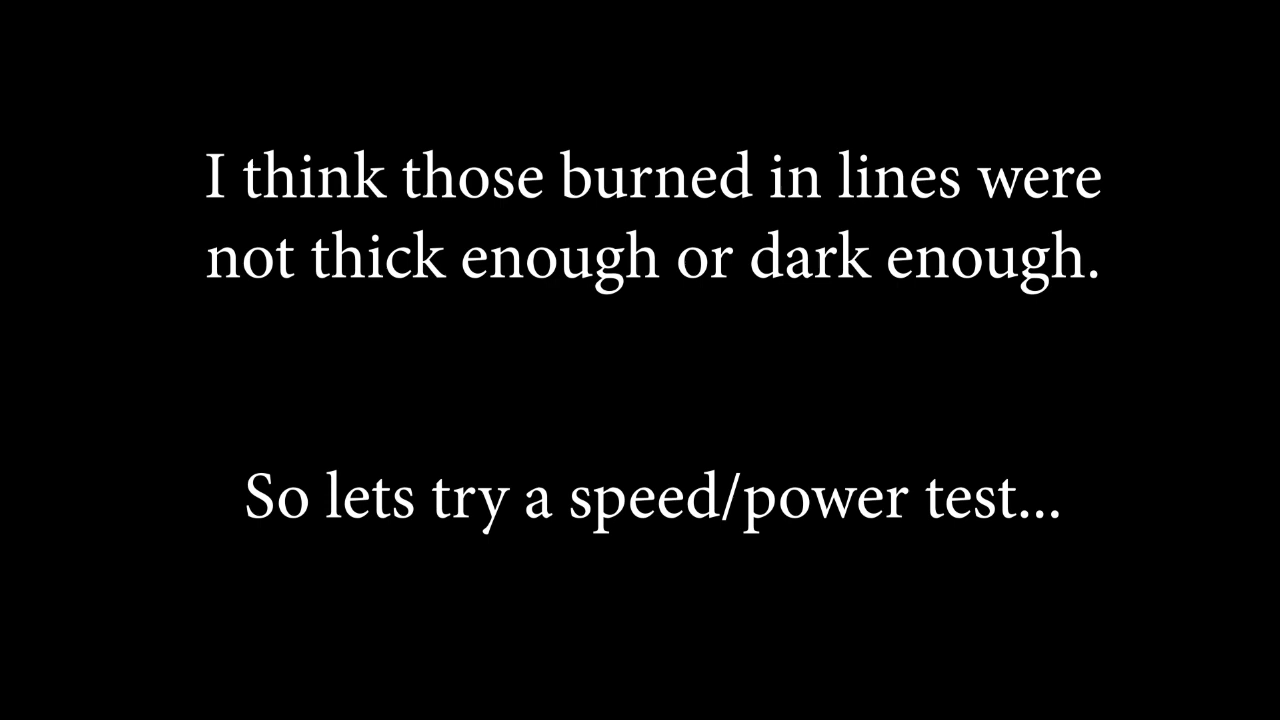 I think those burned in lines were
not thick enough or dark enough.
So lets try a speed/power test...